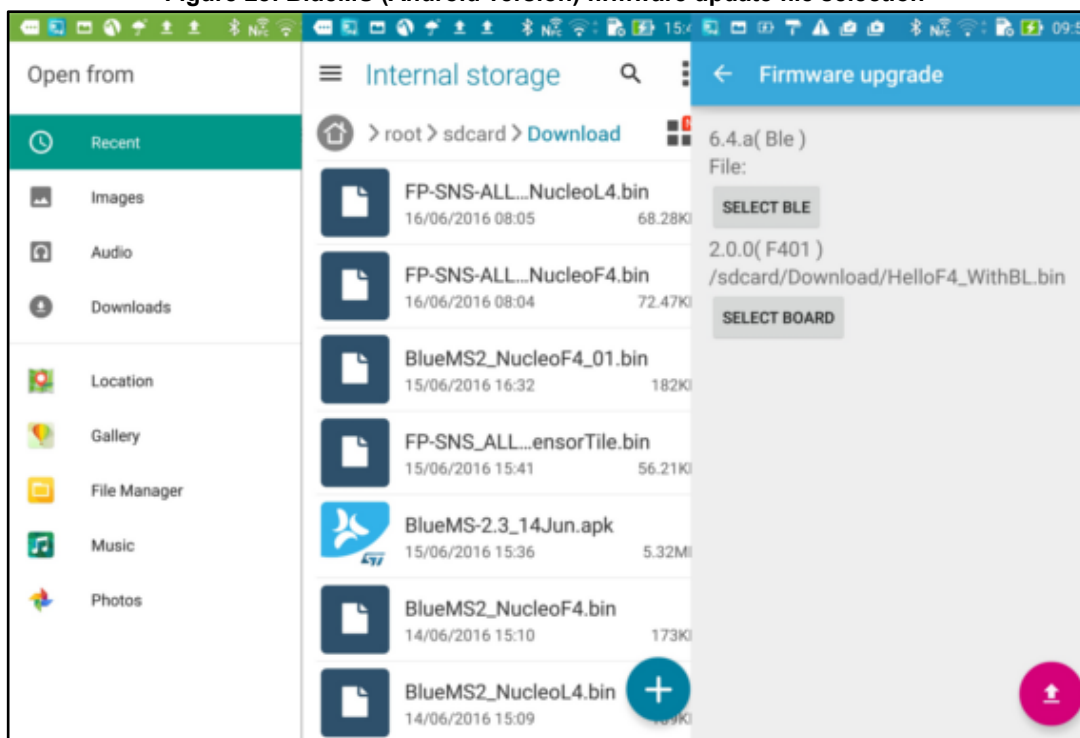 Open from
Recent
Images
Audio
Downloads
Location
Gallery
File Manager
Music
Photos
15:4
Internal storage
> root > sdcard > Download
FP-SNS-ALL...NucleoL4.bin
16/06/2016 08:05 68.28K
FP-SNS-ALL...NucleoF4.bin
16/06/2016 08:04 72.47K
BlueMS2_NucleoF4_01.bin
15/06/2016 16:32 182K
FP-SNS_ALL...ensorTile.bin
15/06/2016 15:41 56.21K
BlueMS-2.3_14Jun.apk
15/06/2016 15:36 5.32M
BlueMS2_NucleoF4.bin
14/06/2016 15:10 173K
BlueMS2_NucleoL4.bin
14/06/2016 15:09
09:5
Firmware upgrade
6.4.a( Ble )
File:
SELECT BLE
2.0.0( F401 )
/sdcard/Download/HelloF4_WithBL.bin
SELECT BOARD